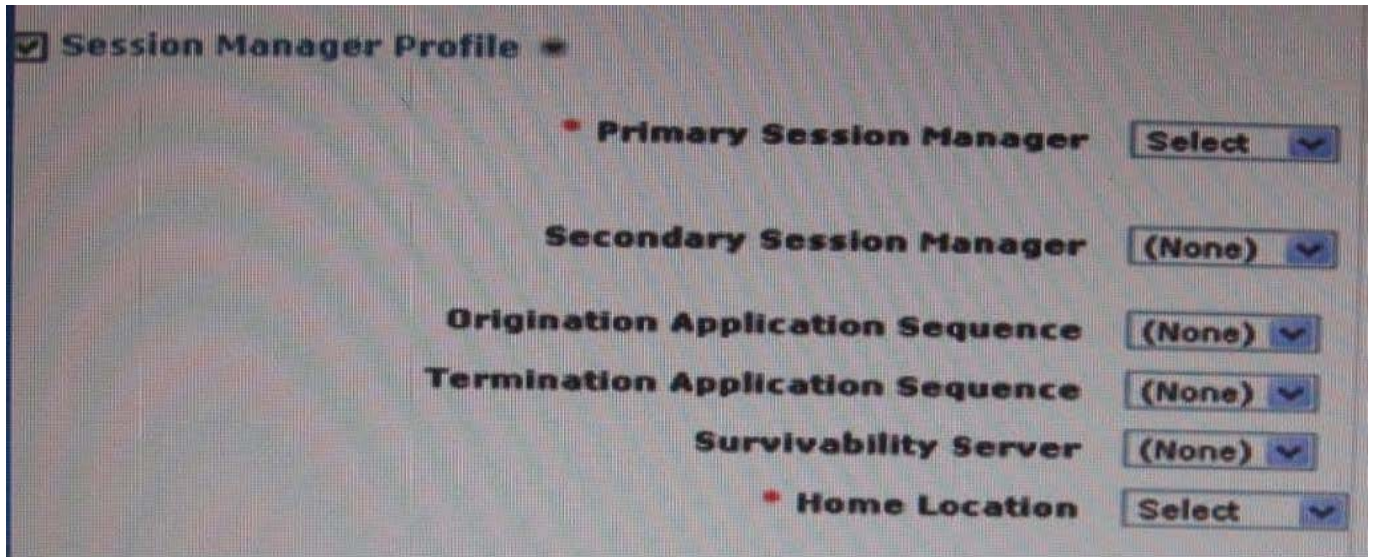 Session Manager Profile
* Primary Session Manager Select
Secondary Session Manager (None)
Origination Application Sequence (None)
Termination Application Sequence (None)
Survivability Server (None)
* Home Location Select